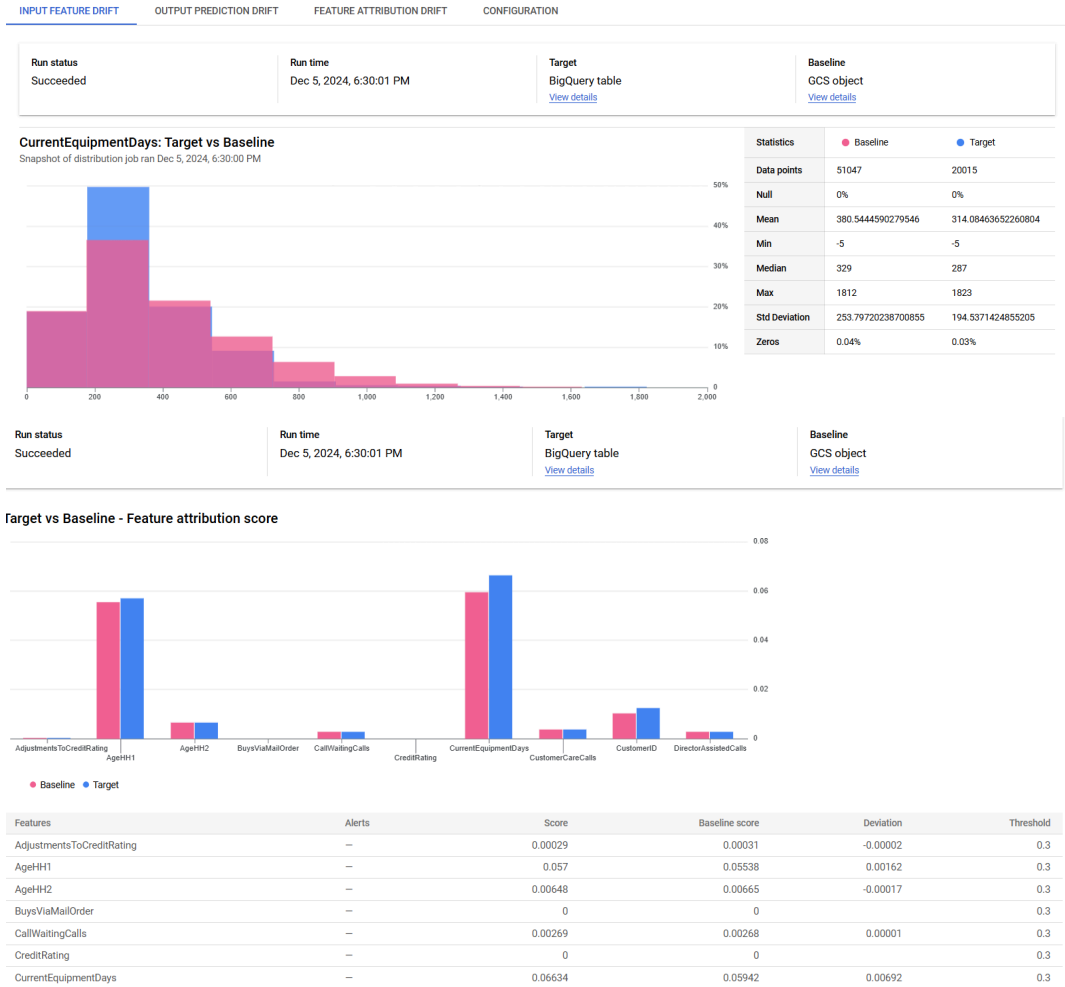 INPUT FEATURE DRIFT OUTPUT PREDICTION DRIFT FEATURE ATTRIBUTION DRIFT CONFIGURATION
Run status Run time Target Baseline
Succeeded Dec 5, 2024, 6:30:01 PM BigQuery table GCS object
View details View details
CurrentEquipmentDays: Target vs Baseline
Snapshot of distribution job ran Dec 5, 2024, 6:30:00 PM
50%
40%
30%
20%
10%
0
0 200 400 600 800 1,000 1,200 1,400 1,600 1,800 2,000
Statistics Baseline Target
Data points 51047 20015
Null 0% 0%
Mean 380.5444590279546 314.08463652260804
Min -5 -5
Median 329 287
Max 1812 1823
Std Deviation 253.79720238700855 194.5371424855205
Zeros 0.04% 0.03%
Run status Run time Target Baseline
Succeeded Dec 5, 2024, 6:30:01 PM BigQuery table GCS object
View details View details
Target vs Baseline - Feature attribution score
0.08
0.06
0.04
0.02
0
AdjustmentsToCreditRating AgeHH2 BuysViaMailOrder CallWaitingCalls CurrentEquipmentDays CustomerID DirectorAssistedCalls
AgeHH1 CreditRating CustomerCareCalls
Baseline Target
Features Alerts Score Baseline score Deviation Threshold
AdjustmentsToCreditRating — 0.00029 0.00031 -0.00002 0.3
AgeHH1 — 0.057 0.05538 0.00162 0.3
AgeHH2 — 0.00648 0.00665 -0.00017 0.3
BuysViaMailOrder — 0 0 0.3
CallWaitingCalls — 0.00269 0.00268 0.00001 0.3
CreditRating — 0 0 0.3
CurrentEquipmentDays — 0.06634 0.05942 0.00692 0.3